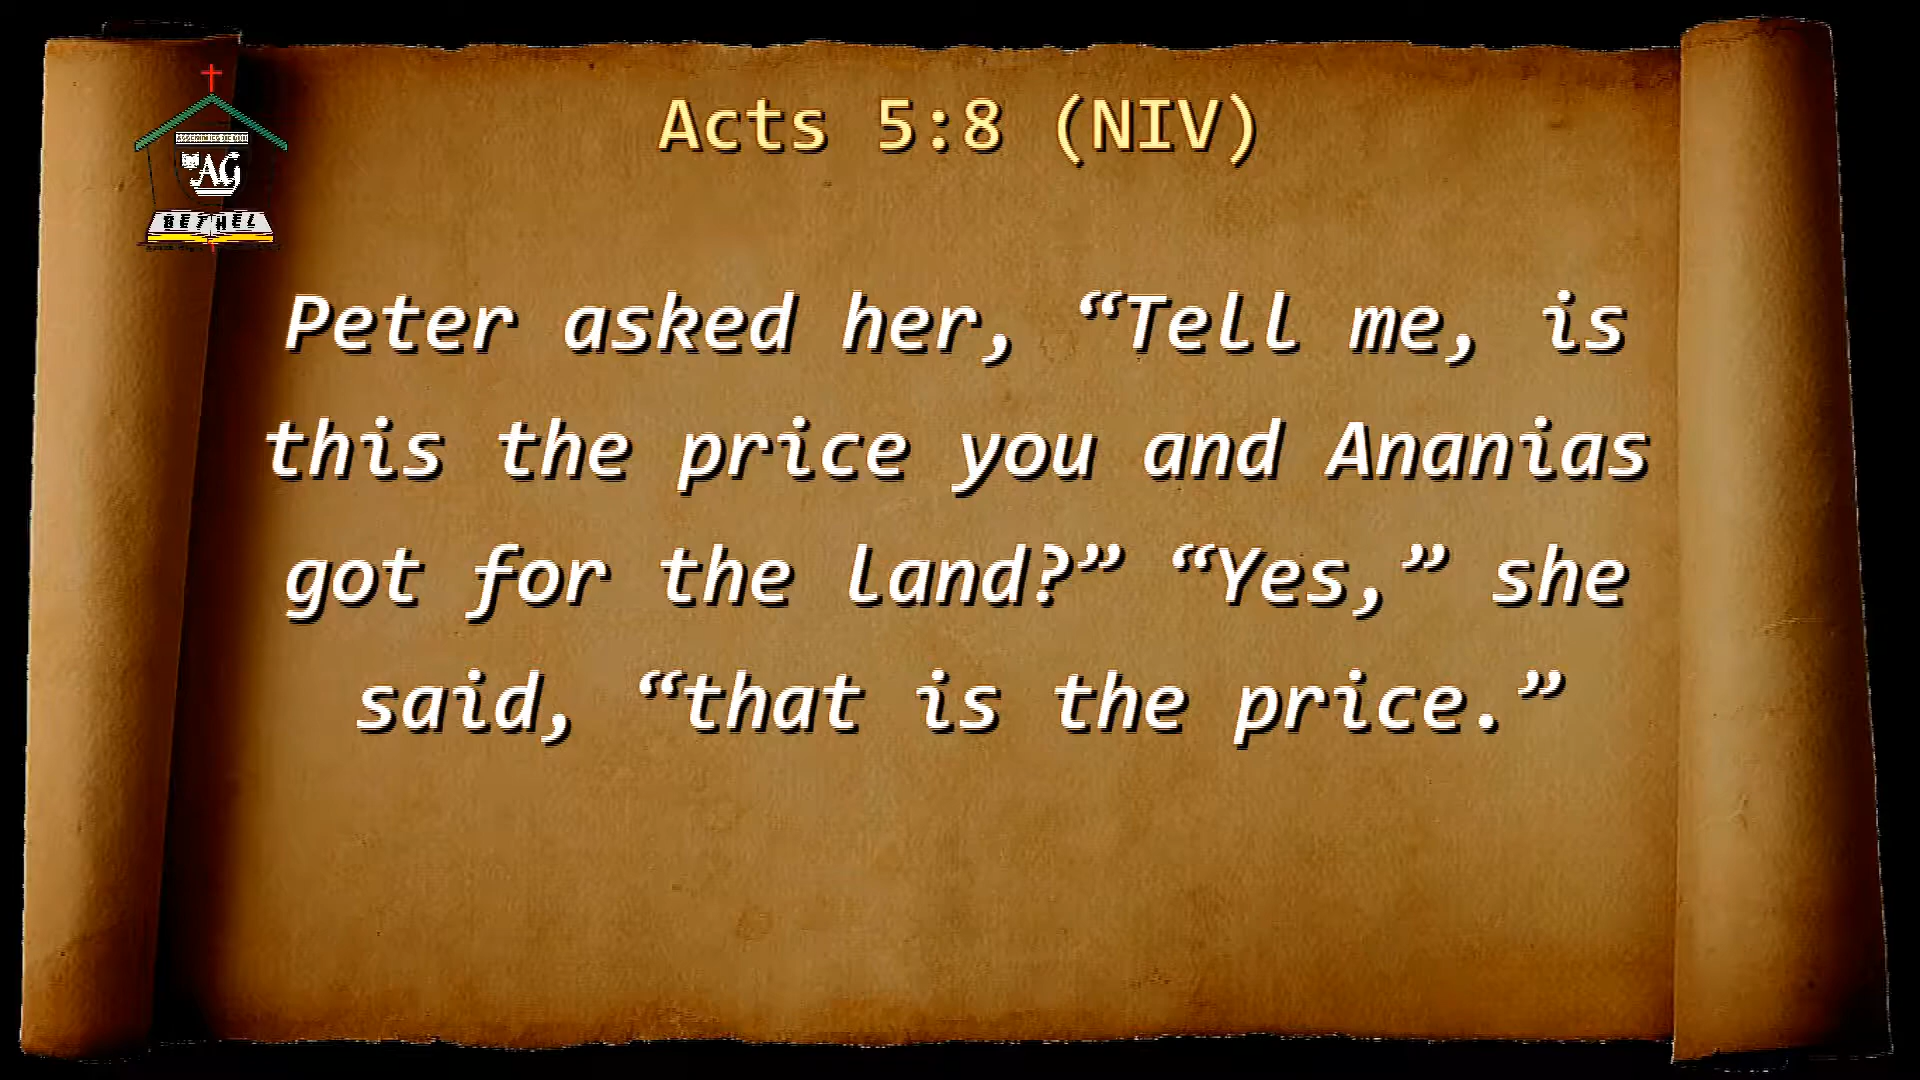 Acts 5:8 (NIV)
AG
BETHEL
Peter asked her, “Tell me, is
this the price you and Ananias
got for the land?” “Yes,” she
said, “that is the price.”